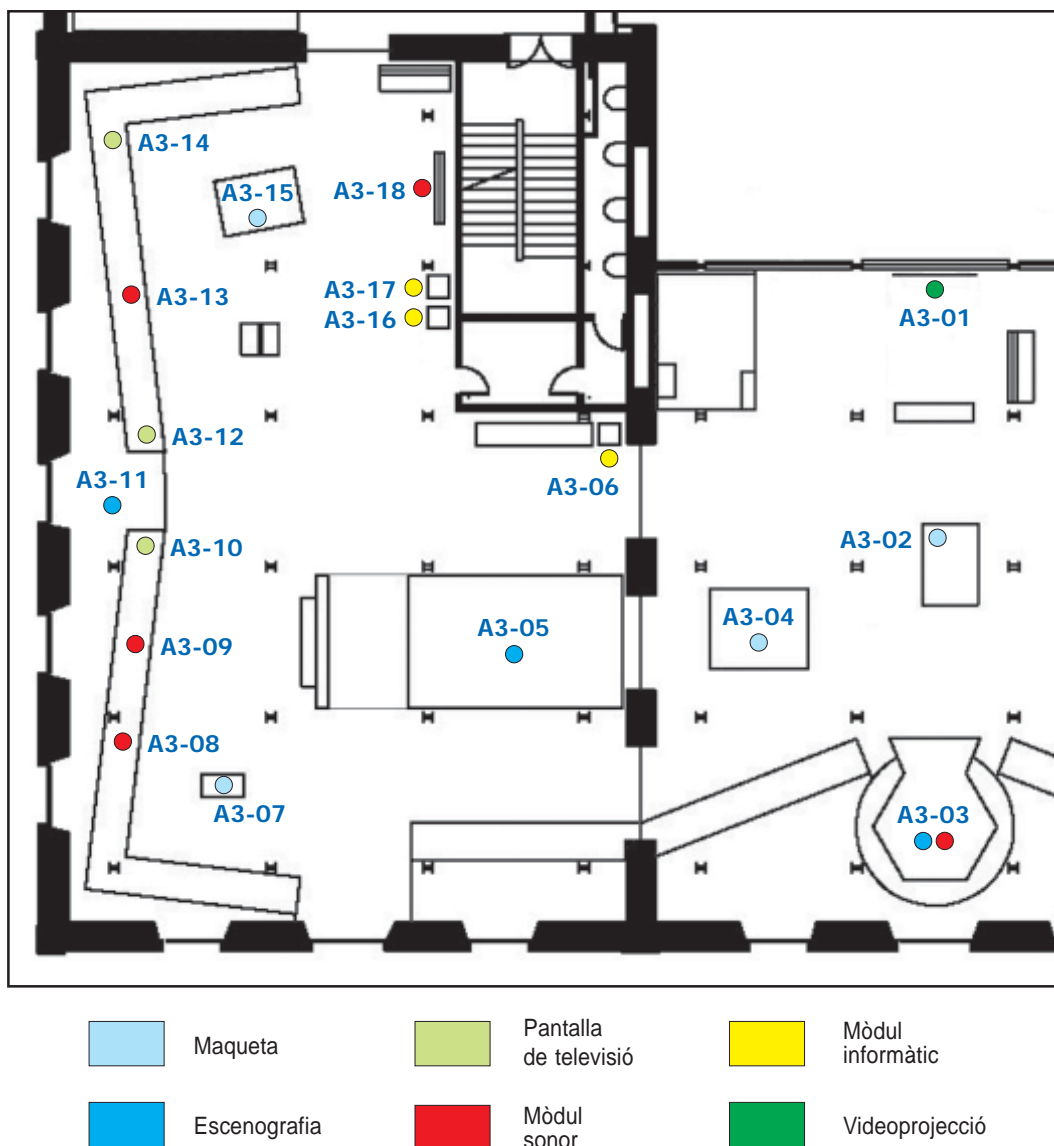 A3-14
A3-15
A3-18
A3-13
A3-17
A3-16
A3-01
A3-12
A3-11
A3-06
A3-10
A3-02
A3-05
A3-04
A3-09
A3-08
A3-07
A3-03
Maqueta
Pantalla
de televisió
Mòdul
informàtic
Escenografia
Mòdul
sonor
Videoprojecció